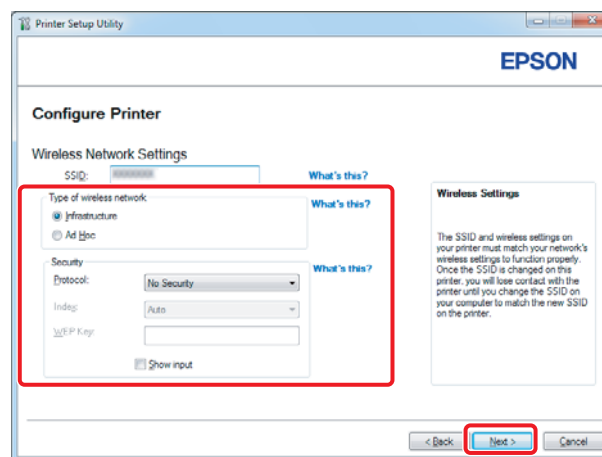 Printer Setup Utility
EPSON
Configure Printer
Wireless Network Settings
SSID:
What's this?
Type of wireless network
What's this?
Infrastructure
Ad Hoc
Security
What's this?
Protocol:
No Security
Index:
Auto
WEP Key:
Show input
Wireless Settings
The SSID and wireless settings on
your printer must match your network's
wireless settings to function properly.
Once the SSID is changed on this
printer, you will lose contact with the
printer until you change the SSID on
your computer to match the new SSID
on the printer.
< Back
Next >
Cancel